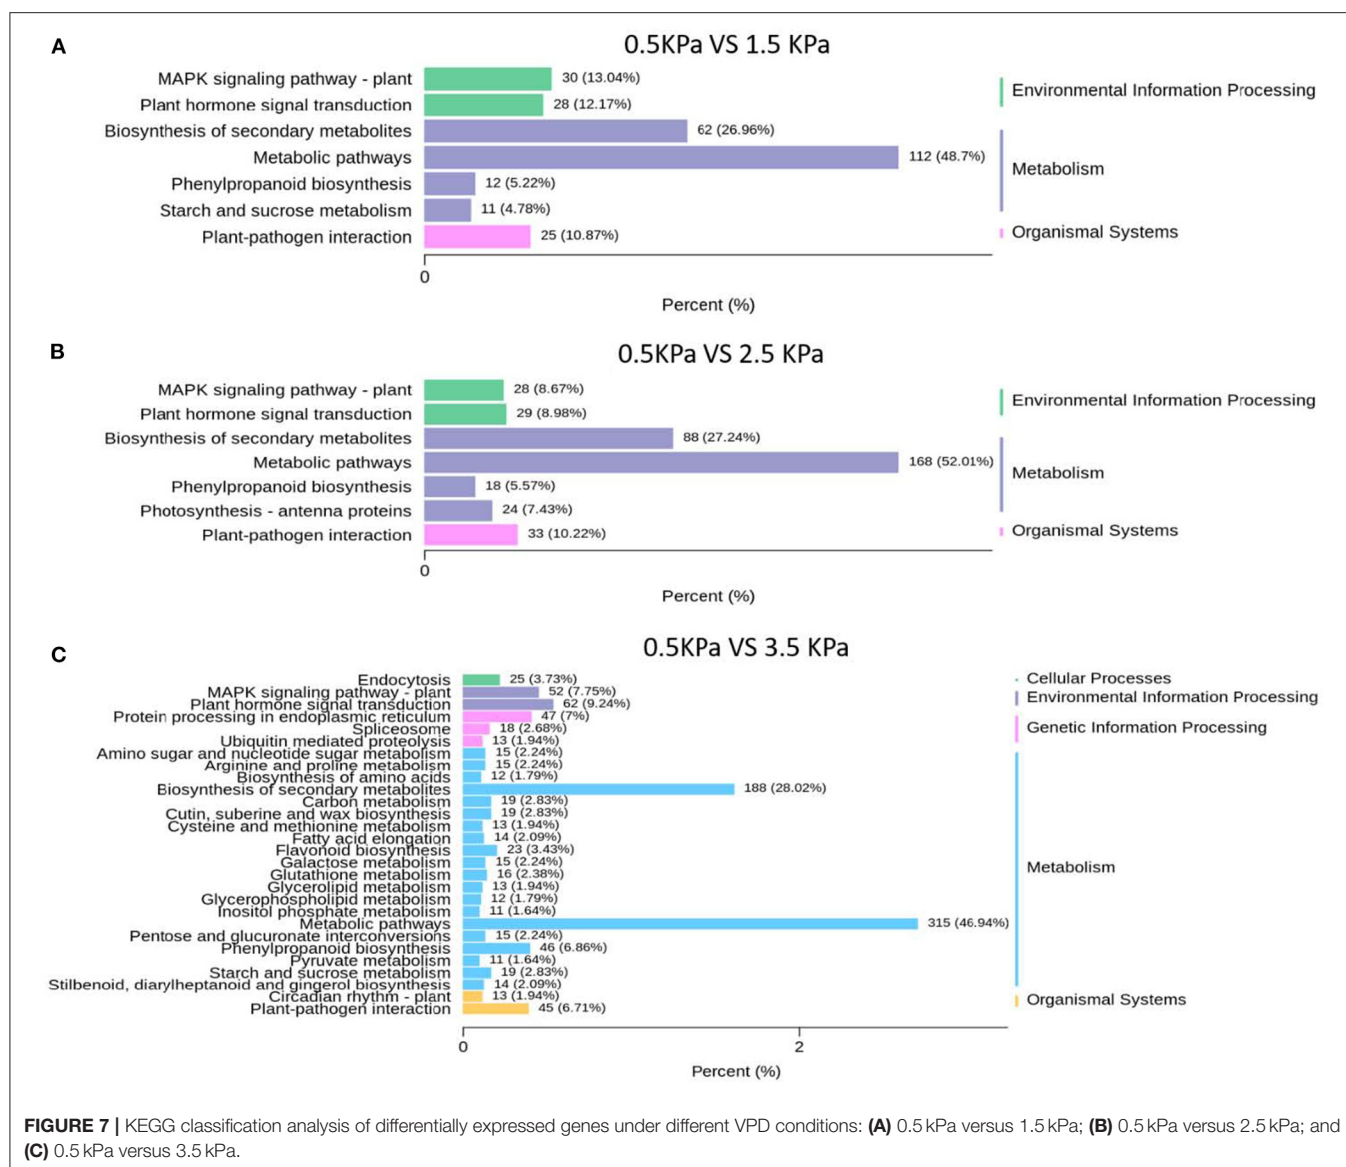 A
0.5KPa VS 1.5 KPa
MAPK signaling pathway - plant 30 (13.04%)
Plant hormone signal transduction 28 (12.17%)
Biosynthesis of secondary metabolites 62 (26.96%)
Metabolic pathways 112 (48.7%)
Phenylpropanoid biosynthesis 12 (5.22%)
Starch and sucrose metabolism 11 (4.78%)
Plant-pathogen interaction 25 (10.87%)
Environmental Information Processing
Metabolism
Organismal Systems
0
Percent (%)
B
0.5KPa VS 2.5 KPa
MAPK signaling pathway - plant 28 (8.67%)
Plant hormone signal transduction 29 (8.98%)
Biosynthesis of secondary metabolites 88 (27.24%)
Metabolic pathways 168 (52.01%)
Phenylpropanoid biosynthesis 18 (5.57%)
Photosynthesis - antenna proteins 24 (7.43%)
Plant-pathogen interaction 33 (10.22%)
Environmental Information Processing
Metabolism
Organismal Systems
0
Percent (%)
C
0.5KPa VS 3.5 KPa
Endocytosis 25 (3.73%)
MAPK signaling pathway - plant 52 (7.75%)
Plant hormone signal transduction 62 (9.24%)
Protein processing in endoplasmic reticulum 47 (7%)
Spliceosome 18 (2.68%)
Ubiquitin mediated proteolysis 13 (1.94%)
Amino sugar and nucleotide sugar metabolism 15 (2.24%)
Arginine and proline metabolism 15 (2.24%)
Biosynthesis of amino acids 12 (1.79%)
Biosynthesis of secondary metabolites 188 (28.02%)
Carbon metabolism 19 (2.83%)
Cutin, suberine and wax biosynthesis 19 (2.83%)
Cysteine and methionine metabolism 13 (1.94%)
Fatty acid elongation 14 (2.09%)
Flavonoid biosynthesis 23 (3.43%)
Galactose metabolism 15 (2.24%)
Glutathione metabolism 16 (2.38%)
Glycerolipid metabolism 13 (1.94%)
Glycerophospholipid metabolism 12 (1.79%)
Inositol phosphate metabolism 11 (1.64%)
Metabolic pathways 315 (46.94%)
Pentose and glucuronate interconversions 15 (2.24%)
Phenylpropanoid biosynthesis 46 (6.86%)
Pyruvate metabolism 11 (1.64%)
Starch and sucrose metabolism 19 (2.83%)
Stilbenoid, diarylheptanoid and gingerol biosynthesis 14 (2.09%)
Circadian rhythm - plant 13 (1.94%)
Plant-pathogen interaction 45 (6.71%)
Cellular Processes
Environmental Information Processing
Genetic Information Processing
Metabolism
Organismal Systems
0 2
Percent (%)
FIGURE 7 | KEGG classification analysis of differentially expressed genes under different VPD conditions: (A) 0.5 kPa versus 1.5 kPa; (B) 0.5 kPa versus 2.5 kPa; and
(C) 0.5 kPa versus 3.5 kPa.